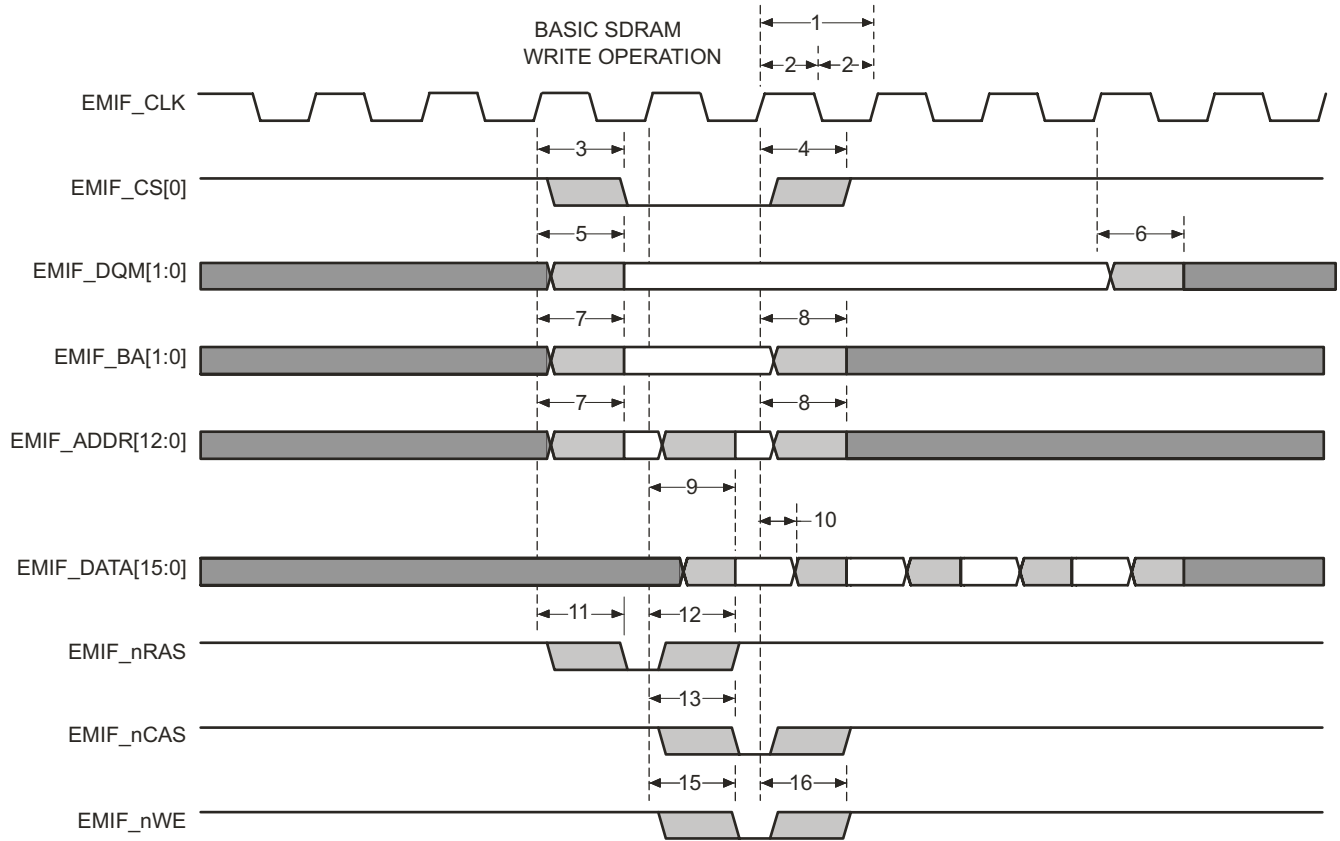 BASIC SDRAM
WRITE OPERATION
1
2 2
EMIF_CLK
3 4
EMIF_CS[0]
5 6
EMIF_DQM[1:0]
7 8
EMIF_BA[1:0]
7 8
EMIF_ADDR[12:0]
9
10
EMIF_DATA[15:0]
11 12
EMIF_nRAS
13
EMIF_nCAS
15 16
EMIF_nWE